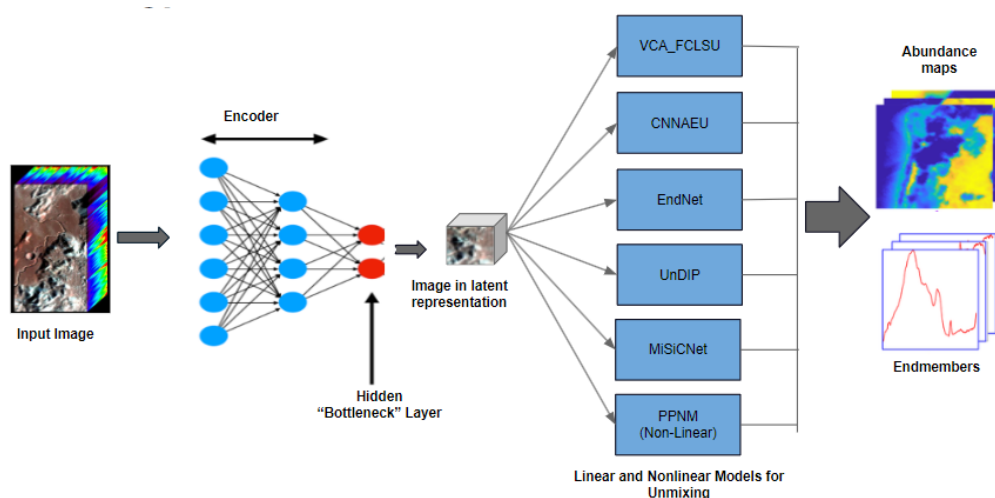 Input Image
Encoder
Hidden
“Bottleneck” Layer
Image in latent
representation
VCA_FCLSU
CNNAEU
EndNet
UnDIP
MiSiCNet
PPNM
(Non-Linear)
Linear and Nonlinear Models for
Unmixing
Abundance
maps
Endmembers